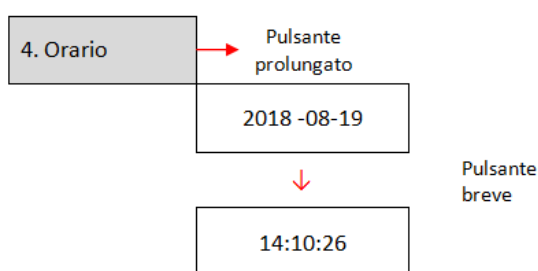 4. Orario
Pulsante
prolungato
2018 -08-19
Pulsante
breve
14:10:26